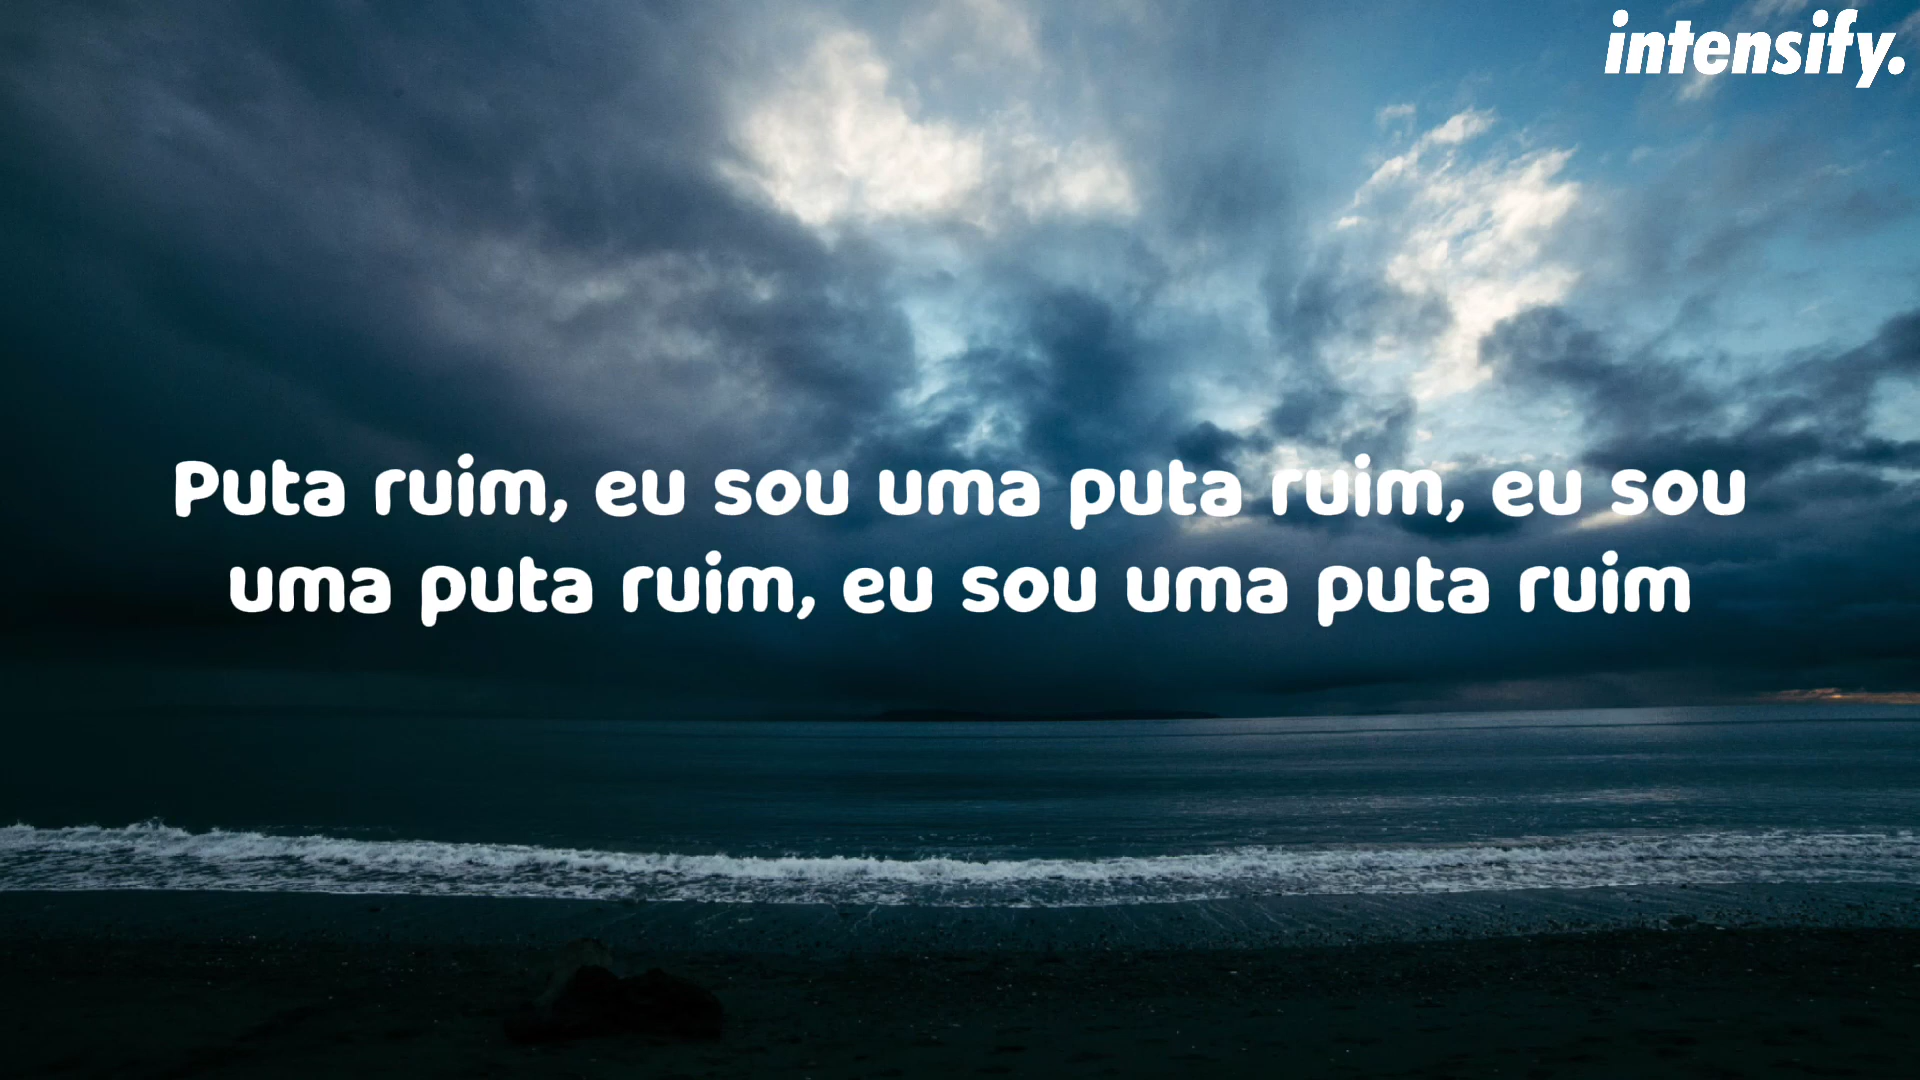 intensify.
Puta ruim, eu sou uma puta ruim, eu sou
uma puta ruim, eu sou uma puta ruim